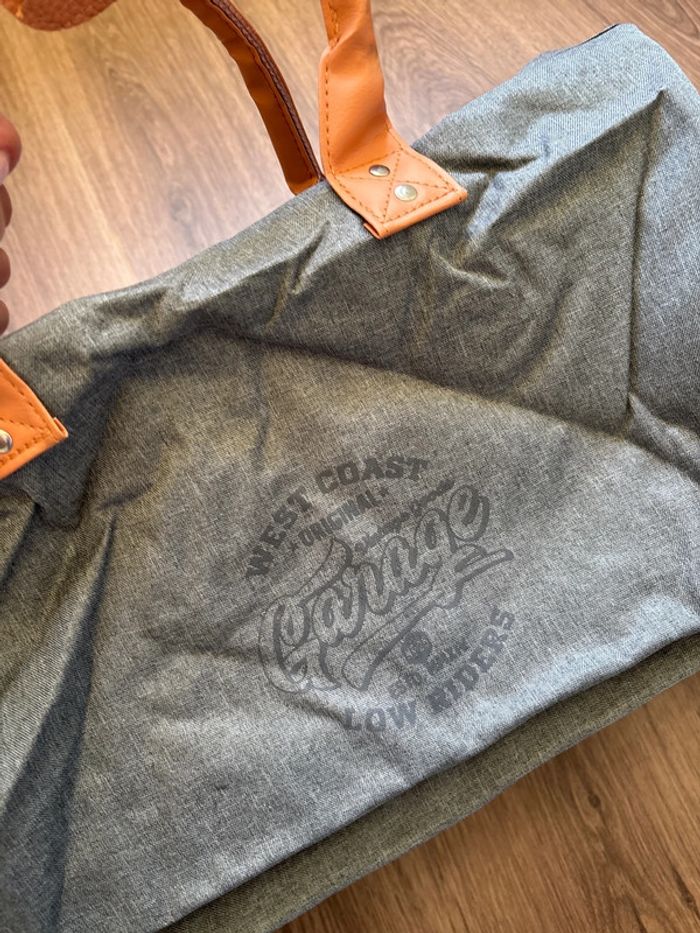 WEST COAST
ORIGINAL
Garage
LOW RIDERS